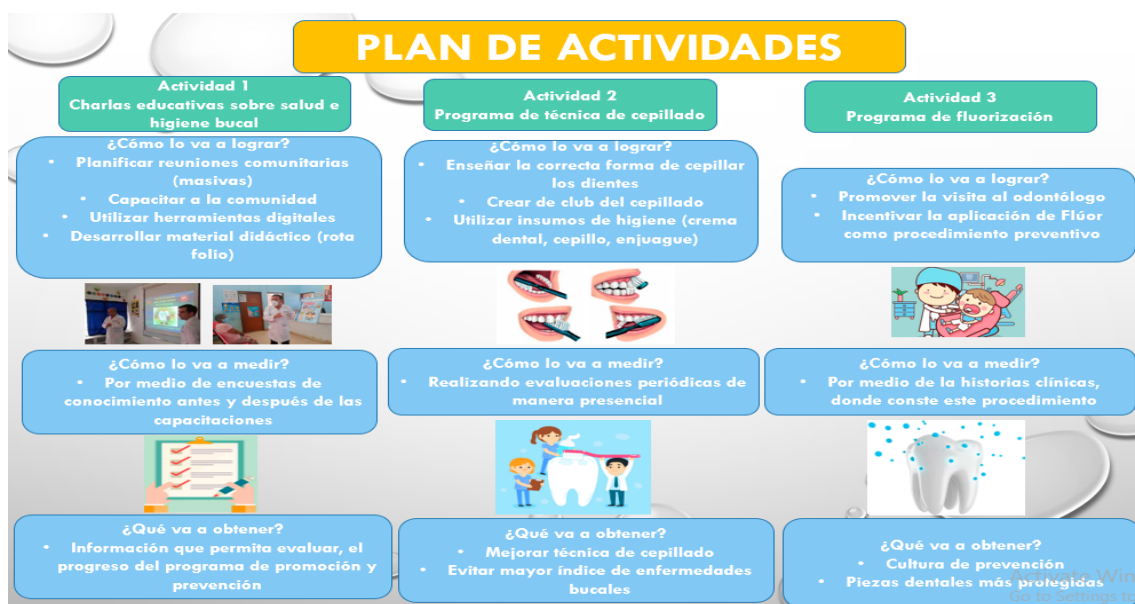 PLAN DE ACTIVIDADES
Actividad 1
Charlas educativas sobre salud e
higiene bucal
¿Cómo lo va a lograr?
• Planificar reuniones comunitarias
(masivas)
• Capacitar a la comunidad
• Utilizar herramientas digitales
• Desarrollar material didáctico (rota
folio)
¿Cómo lo va a medir?
• Por medio de encuestas de
conocimiento antes y después de las
capacitaciones
¿Qué va a obtener?
• Información que permita evaluar, el
progreso del programa de promoción y
prevención
Actividad 2
Programa de técnica de cepillado
¿Cómo lo va a lograr?
• Enseñar la correcta forma de cepillar
los dientes
• Crear de club del cepillado
• Utilizar insumos de higiene (crema
dental, cepillo, enjuague)
¿Cómo lo va a medir?
• Realizando evaluaciones periódicas de
manera presencial
¿Qué va a obtener?
• Mejorar técnica de cepillado
• Evitar mayor índice de enfermedades
bucales
Actividad 3
Programa de fluorización
¿Cómo lo va a lograr?
• Promover la visita al odontólogo
• Incentivar la aplicación de Flúor
como procedimiento preventivo
¿Cómo lo va a medir?
• Por medio de la historias clínicas,
donde conste este procedimiento
¿Qué va a obtener?
• Cultura de prevención
• Piezas dentales más protegidas
Activate Win
Go to Settings to